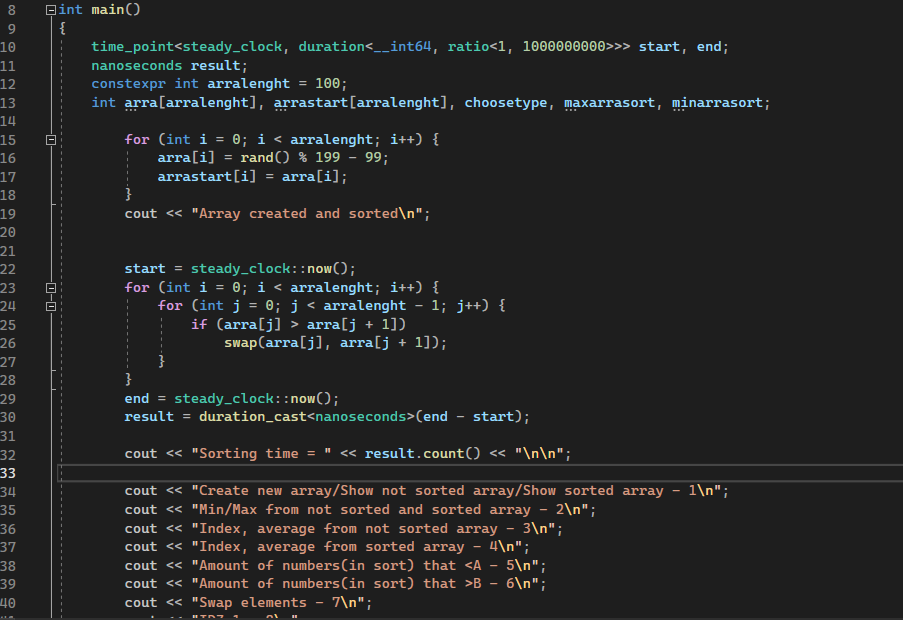 8 int main()
9 {
10 time_point<steady_clock, duration<__int64, ratio<1, 1000000000>>> start, end;
11 nanoseconds result;
12 constexpr int arralenght = 100;
13 int arra[arralenght], arrastart[arralenght], choosetype, maxarrasort, minarrasort;
14
15 for (int i = 0; i < arralenght; i++) {
16 arra[i] = rand() % 199 - 99;
17 arrastart[i] = arra[i];
18 }
19 cout << "Array created and sorted\n";
20
21
22 start = steady_clock::now();
23 for (int i = 0; i < arralenght; i++) {
24 for (int j = 0; j < arralenght - 1; j++) {
25 if (arra[j] > arra[j + 1])
26 swap(arra[j], arra[j + 1]);
27 }
28 }
29 end = steady_clock::now();
30 result = duration_cast<nanoseconds>(end - start);
31
32 cout << "Sorting time = " << result.count() << "\n\n";
33
34 cout << "Create new array/Show not sorted array/Show sorted array - 1\n";
35 cout << "Min/Max from not sorted and sorted array - 2\n";
36 cout << "Index, average from not sorted array - 3\n";
37 cout << "Index, average from sorted array - 4\n";
38 cout << "Amount of numbers(in sort) that <A - 5\n";
39 cout << "Amount of numbers(in sort) that >B - 6\n";
40 cout << "Swap elements - 7\n";